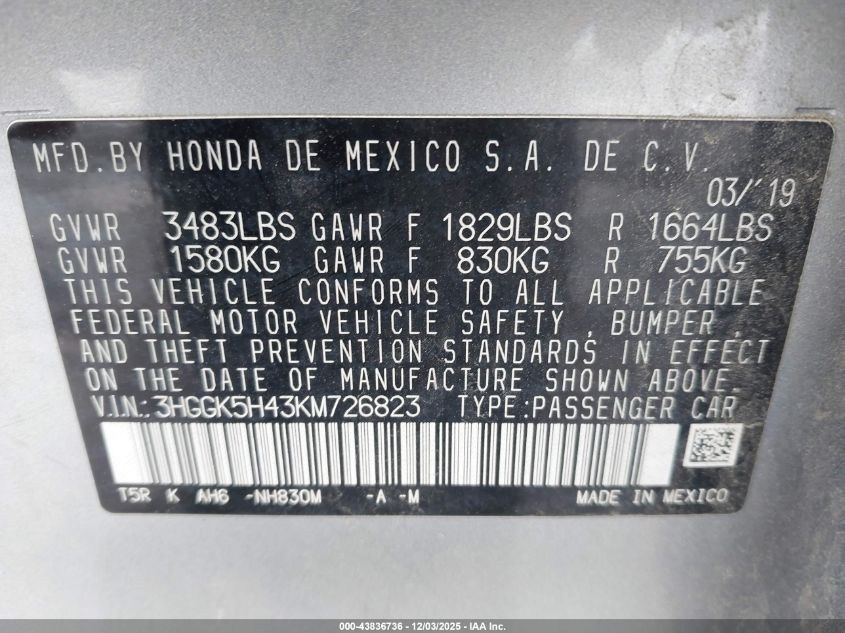 MFD.BY HONDA DE MEXICO S.A. DE C.V.
03/'19
GVWR 3483LBS GAWR F 1829LBS R 1664LBS
GVWR 1580KG GAWR F 830KG R 755KG
THIS VEHICLE CONFORMS TO ALL APPLICABLE
FEDERAL MOTOR VEHICLE SAFETY , BUMPER ,
AND THEFT PREVENTION STANDARDS IN EFFECT
ON THE DATE OF MANUFACTURE SHOWN ABOVE.
V.I.N.:3HGGK5H43KM726823 TYPE:PASSENGER CAR
T5R K AH6 -NH830M -A -M MADE IN MEXICO
000-43836736 - 12/03/2025 - IAA Inc.